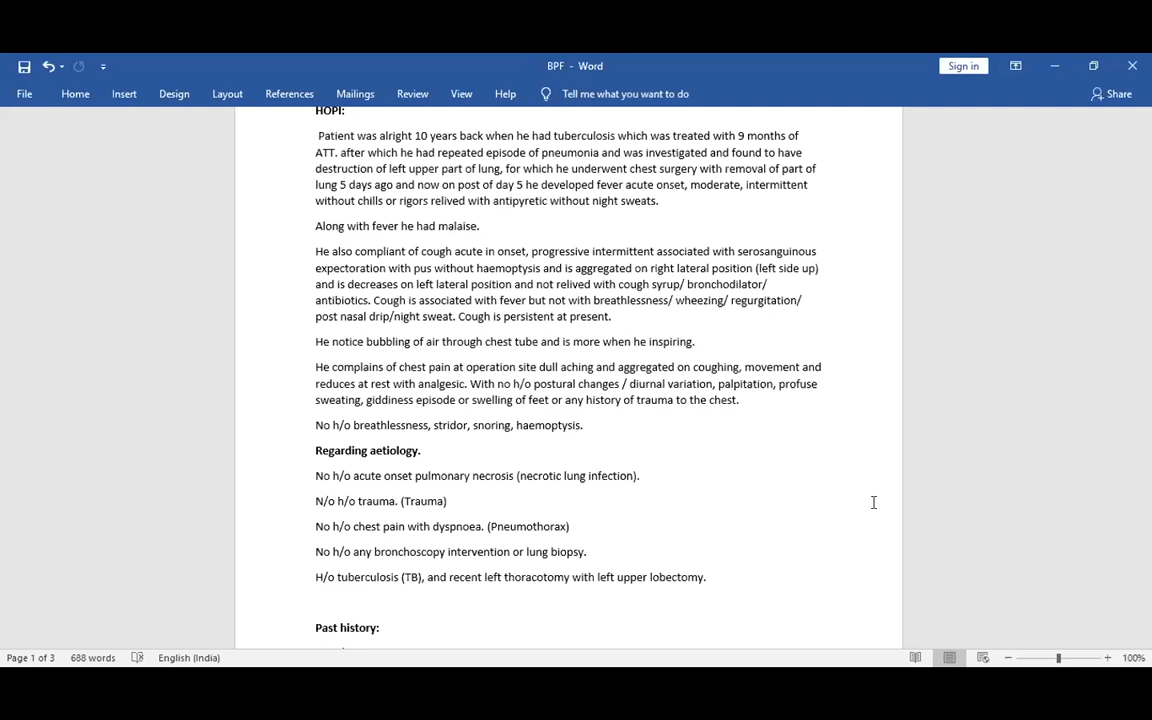 BPF - Word
Sign in
File Home Insert Design Layout References Mailings Review View Help Tell me what you want to do Share
HOPI:
Patient was alright 10 years back when he had tuberculosis which was treated with 9 months of
ATT. after which he had repeated episode of pneumonia and was investigated and found to have
destruction of left upper part of lung, for which he underwent chest surgery with removal of part of
lung 5 days ago and now on post of day 5 he developed fever acute onset, moderate, intermittent
without chills or rigors relived with antipyretic without night sweats.
Along with fever he had malaise.
He also compliant of cough acute in onset, progressive intermittent associated with serosanguinous
expectoration with pus without haemoptysis and is aggregated on right lateral position (left side up)
and is decreases on left lateral position and not relived with cough syrup/ bronchodilator/
antibiotics. Cough is associated with fever but not with breathlessness/ wheezing/ regurgitation/
post nasal drip/night sweat. Cough is persistent at present.
He notice bubbling of air through chest tube and is more when he inspiring.
He complains of chest pain at operation site dull aching and aggregated on coughing, movement and
reduces at rest with analgesic. With no h/o postural changes / diurnal variation, palpitation, profuse
sweating, giddiness episode or swelling of feet or any history of trauma to the chest.
No h/o breathlessness, stridor, snoring, haemoptysis.
Regarding aetiology.
No h/o acute onset pulmonary necrosis (necrotic lung infection).
N/o h/o trauma. (Trauma)
No h/o chest pain with dyspnoea. (Pneumothorax)
No h/o any bronchoscopy intervention or lung biopsy.
H/o tuberculosis (TB), and recent left thoracotomy with left upper lobectomy.
Past history:
Page 1 of 3 688 words English (India) 100%